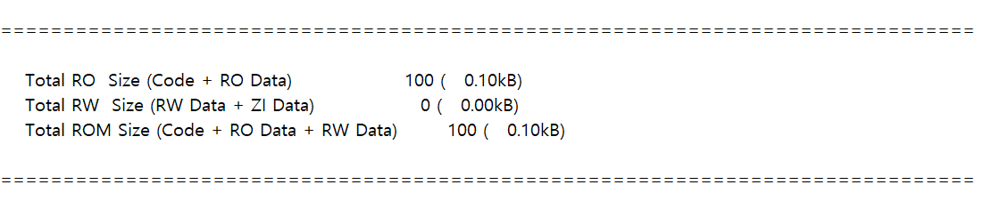 ==============================================================================
Total RO  Size (Code + RO Data)                   100 (   0.10kB)
Total RW  Size (RW Data + ZI Data)                  0 (   0.00kB)
Total ROM Size (Code + RO Data + RW Data)         100 (   0.10kB)
==============================================================================